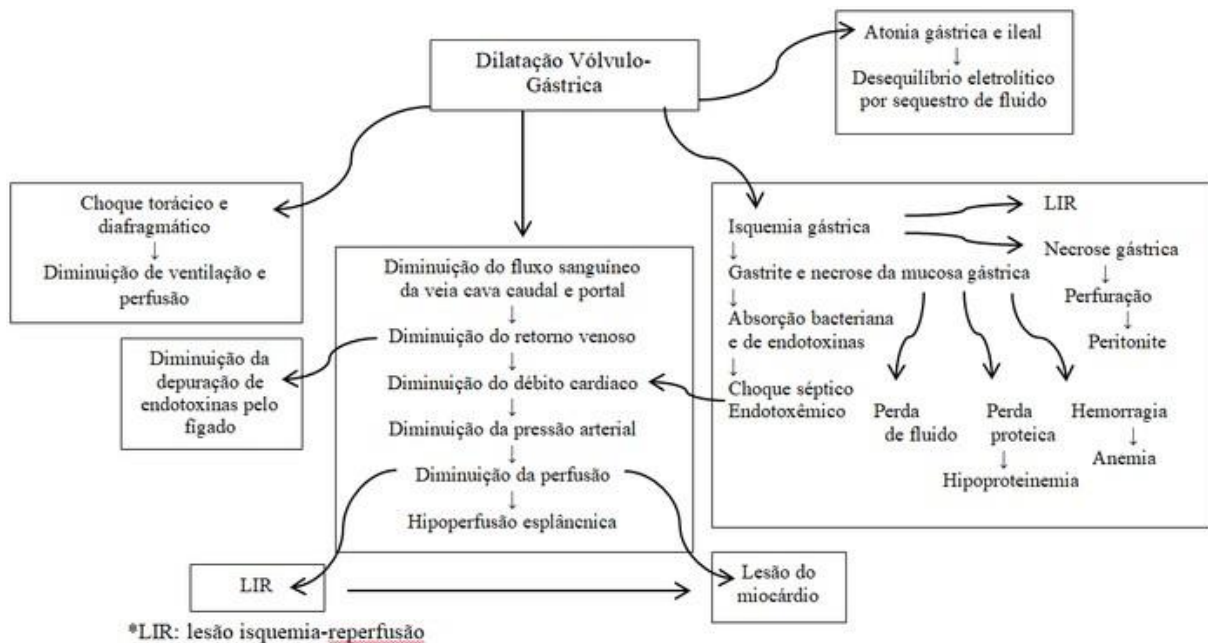 Dilatação Vólvulo-
Gástrica
Atonia gástrica e ileal
↓
Desequilíbrio eletrolítico
por sequestro de fluido
Choque torácico e
diafragmático
↓
Diminuição de ventilação e
perfusão
Diminuição da
depuração de
endotoxinas pelo
fígado
Diminuição do fluxo sanguíneo
da veia cava caudal e portal
↓
Diminuição do retorno venoso
↓
Diminuição do débito cardíaco
↓
Diminuição da pressão arterial
↓
Diminuição da perfusão
↓
Hipoperfusão esplâncnica
Isquemia gástrica
↓
Gastrite e necrose da mucosa gástrica
↓
Absorção bacteriana
e de endotoxinas
↓
Choque séptico
Endotoxêmico
LIR
Necrose gástrica
↓
Perfuração
↓
Peritonite
Perda
de fluido
Perda
proteica
↓
Hipoproteinemia
Hemorragia
↓
Anemia
LIR
Lesão do
miocárdio
*LIR: lesão isquemia-reperfusão